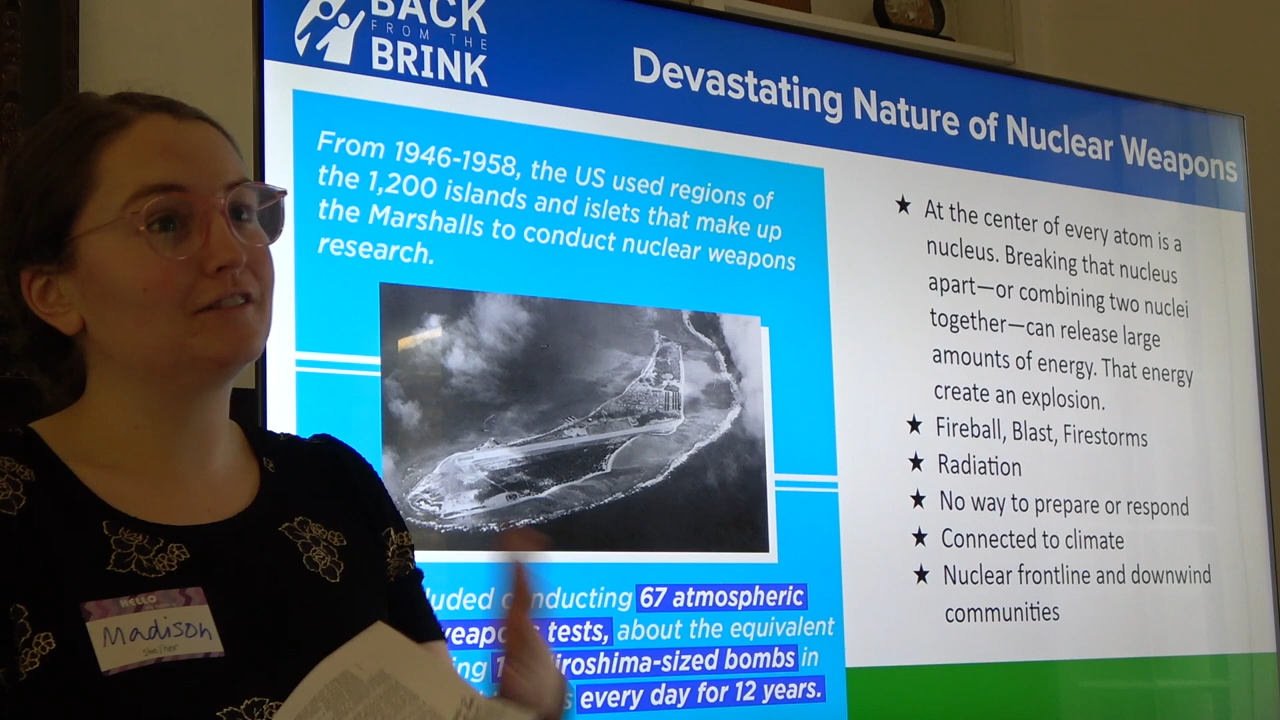 BACK
FROM THE
BRINK
Devastating Nature of Nuclear Weapons
From 1946-1958, the US used regions of
the 1,200 islands and islets that make up
the Marshalls to conduct nuclear weapons
research.
conducting 67 atmospheric
tests, about the equivalent
Hiroshima-sized bombs in
every day for 12 years.
★ At the center of every atom is a
nucleus. Breaking that nucleus
apart—or combining two nuclei
together—can release large
amounts of energy. That energy
create an explosion.
★ Fireball, Blast, Firestorms
★ Radiation
★ No way to prepare or respond
★ Connected to climate
★ Nuclear frontline and downwind
communities
HELLO
Madison
She/her